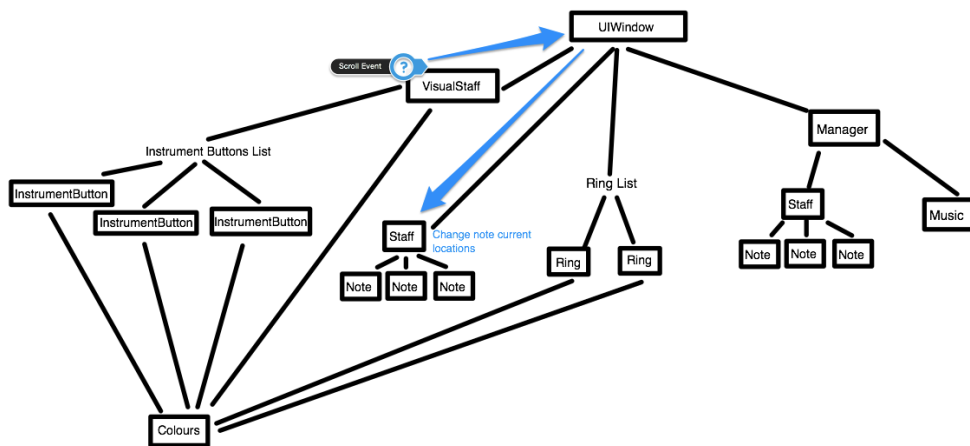 UIWindow
Scroll Event
?
VisualStaff
Manager
Instrument Buttons List
InstrumentButton
InstrumentButton
InstrumentButton
Ring List
Staff
Music
Staff
Change note current
locations
Ring
Ring
Note
Note
Note
Note
Note
Note
Colours